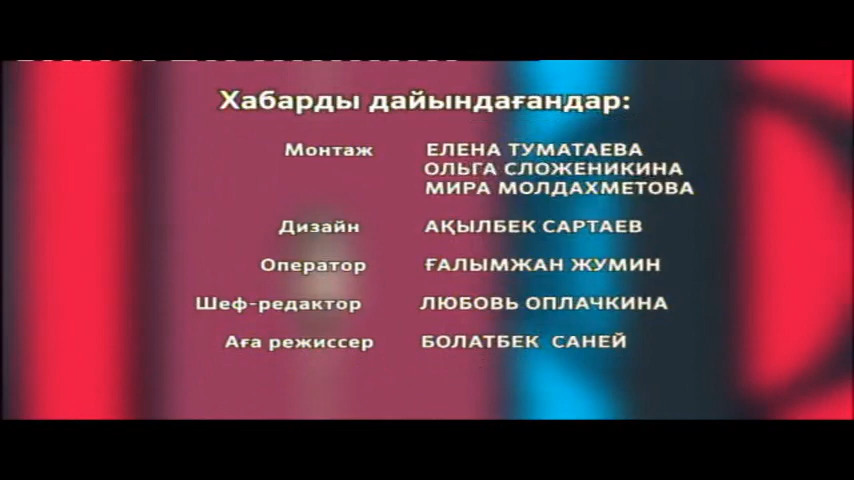 Хабарды дайындағандар:
Монтаж ЕЛЕНА ТУМАТАЕВА
ОЛЬГА СЛОЖЕНИКИНА
МИРА МОЛДАХМЕТОВА
Дизайн АҚЫЛБЕК САРТАЕВ
Оператор ҒАЛЫМЖАН ЖУМИН
Шеф-редактор ЛЮБОВЬ ОПЛАЧКИНА
Аға режиссер БОЛАТБЕК САНЕЙ